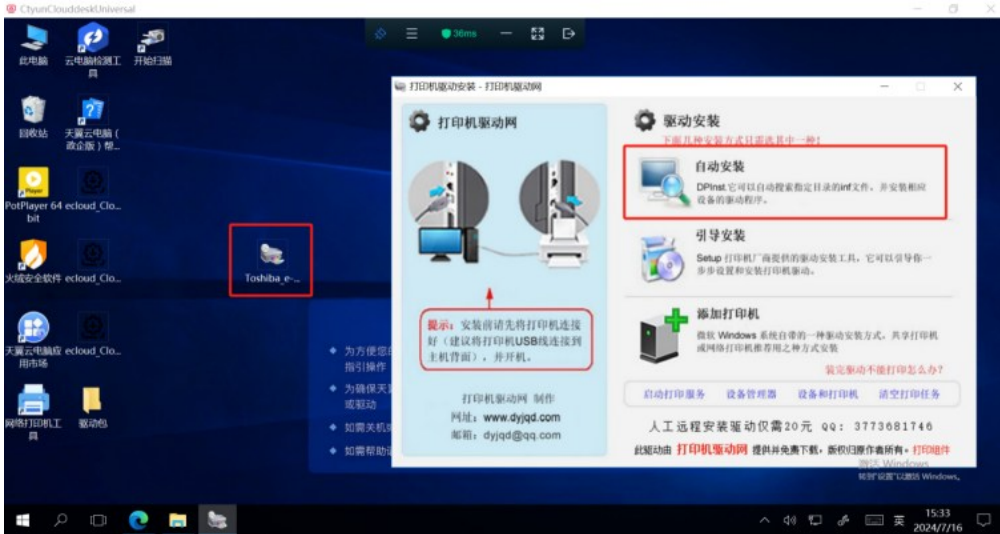 CtyunClouddeskUniversal
36ms
此电脑
云电脑检测工
具
开始扫描
回收站
天翼云电脑（
政企版）帮...
PotPlayer 64
bit
ecloud_Clo...
火绒安全软件
ecloud_Clo...
Toshiba_e-...
天翼云电脑应
用市场
ecloud_Clo...
网络打印机工
具
驱动包
为方便您
指引操作
为确保天
或驱动
如需关机
如需帮助
打印机驱动安装 - 打印机驱动网
打印机驱动网
提示：安装前请先将打印机连接
好（建议将打印机USB线连接到
主机背面），并开机。
打印机驱动网 制作
网址：www.dyjqd.com
邮箱：dyjqd@qq.com
驱动安装
下面几种安装方式只需选其中一种！
自动安装
DPInst.它可以自动搜索指定目录的inf文件，并安装相应
设备的驱动程序。
引导安装
Setup 打印机厂商提供的驱动安装工具，它可以引导你一
步步设置和安装打印机驱动。
添加打印机
微软 Windows 系统自带的一种驱动安装方式，共享打印机
或网络打印机推荐用之种方式安装
装完驱动不能打印怎么办?
启动打印服务 设备管理器 设备和打印机 清空打印任务
人工远程安装驱动仅需20元 QQ: 3773681746
此驱动由 打印机驱动网 提供并免费下载，版权归原作者所有。打印组件
激活 Windows
转到"设置"以激活 Windows。
英
15:33
2024/7/16